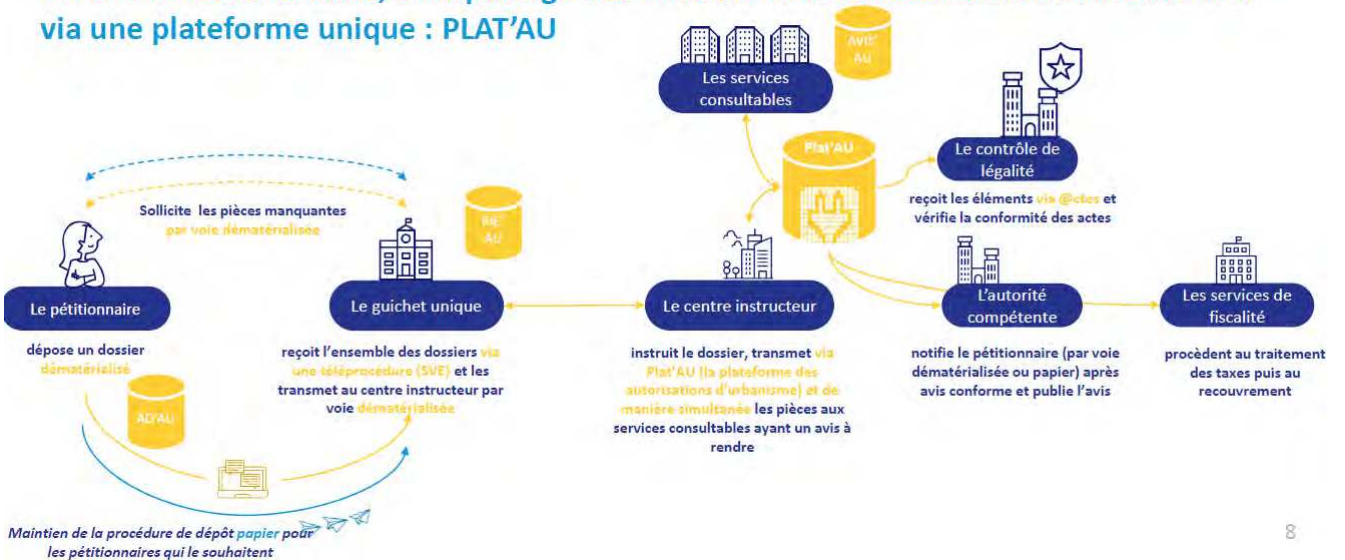 via une plateforme unique : PLAT’AU
Avis'
AU
Les services
consultables
Plat'AU
Le contrôle de
légalité
reçoit les éléments via @ctes et
vérifie la conformité des actes
Sollicite les pièces manquantes
par voie dématérialisée
AU
Le pétitionnaire
dépose un dossier
dématérialisé
Le guichet unique
reçoit l’ensemble des dossiers via
une téléprocédure (SVE) et les
transmet au centre instructeur par
voie dématérialisée
Le centre instructeur
instruit le dossier, transmet via
Plat’AU (la plateforme des
autorisations d’urbanisme) et de
manière simultanée les pièces aux
services consultables ayant un avis à
rendre
L’autorité
compétente
notifie le pétitionnaire (par voie
dématérialisée ou papier) après
avis conforme et publie l’avis
Les services de
fiscalité
procèdent au traitement
des taxes puis au
recouvrement
AD'AU
Maintien de la procédure de dépôt papier pour
les pétitionnaires qui le souhaitent
8